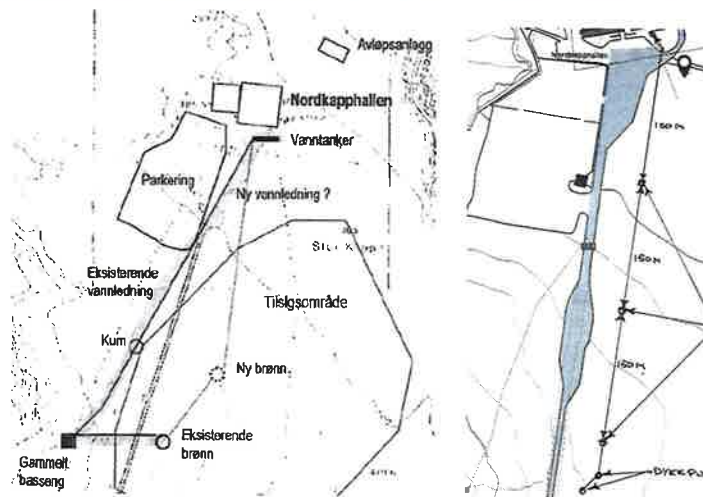 Avløpsanlegg
Nordkapphallen
Vanntanker
Parkering
Ny vannledning ?
Eksisterende
vannledning
Tilsigsområde
Kum
Ny brønn
Eksisterende
brønn
Gammelt
basseng
Nordkapphallen
150 M
150 M
150 M